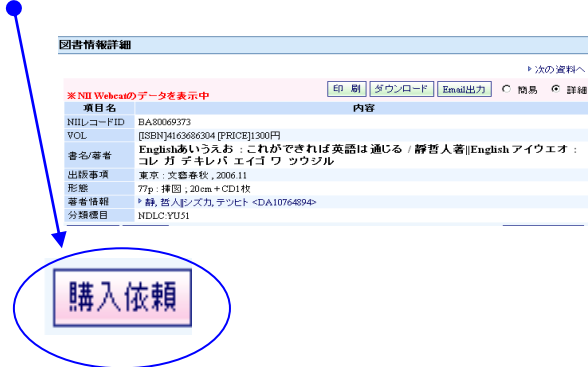 図書情報詳細
次の資料へ
※NII Webcatのデータを表示中 印 刷 ダウンロード Email出力 簡易 詳細
項目名 内容
NIIレコードID BA80069373
VOL [ISBN]4163686304 [PRICE]1300円
書名/著者 Englishあいうえお : これができれば英語は通じる / 靜哲人著||English アイウエオ :
コレ ガ デキレバ エイゴ ワ ツウジル
出版事項 東京 : 文藝春秋 , 2006.11
形態 77p : 挿図 ; 20cm + CD1枚
著者情報 靜, 哲人||シズカ, テツヒト <DA10764894>
分類標目 NDLC:YU51
購入依頼